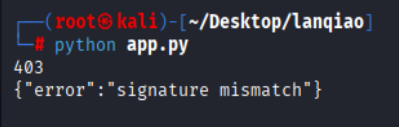 ┌──(root㉿kali)-[~/Desktop/lanqiao]
└─# python app.py
403
{"error":"signature mismatch"}